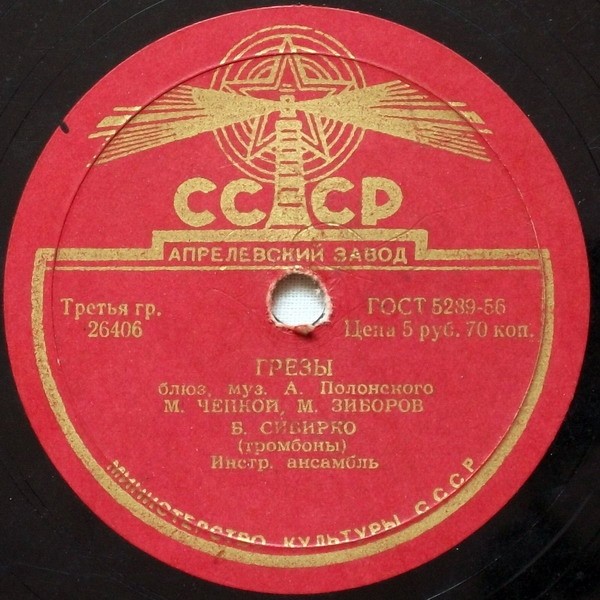 СССР
АПРЕЛЕВСКИЙ ЗАВОД
Третья гр.
26406
ГОСТ 5289-56
Цена 5 руб. 70 коп.
ГРЕЗЫ
блюз, муз. А. Полонского
М. ЧЕПКОЙ, М. ЗИБОРОВ
Б. СИБИРКО
(тромбоны)
Инстр. ансамбль
МИНИСТЕРСТВО КУЛЬТУРЫ СССР